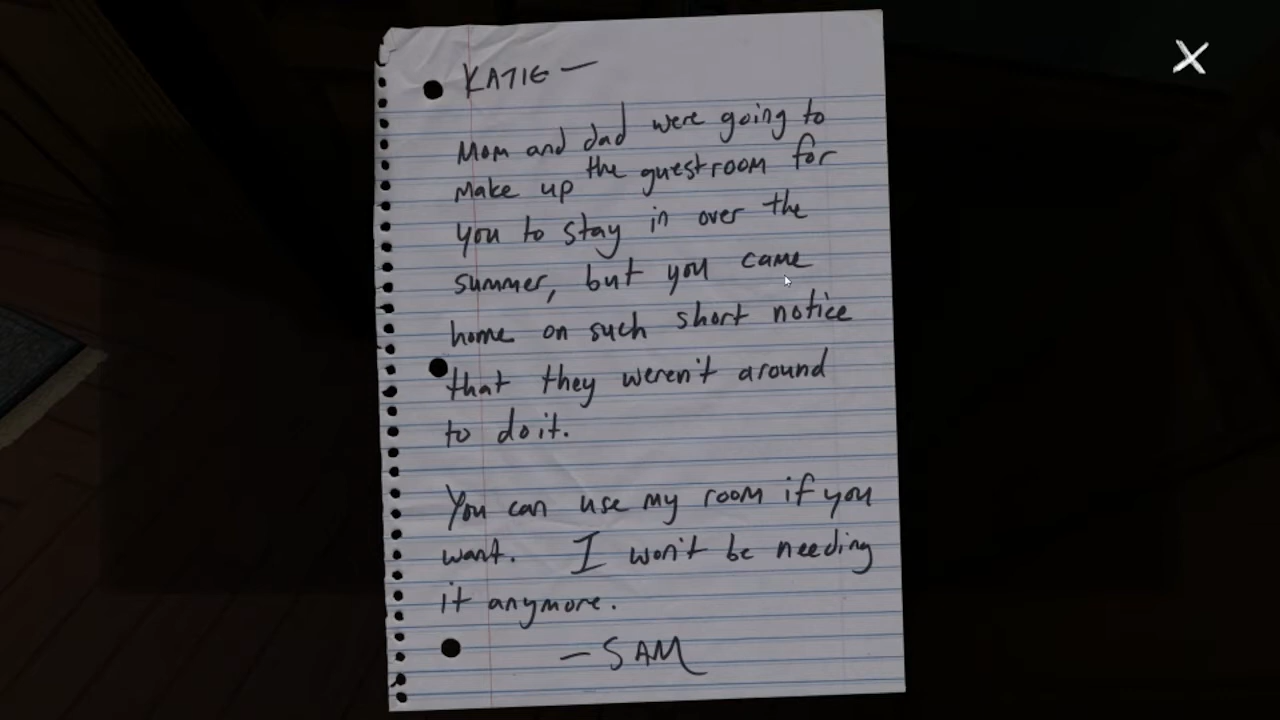 KATIE —
Mom and dad were going to
make up the guestroom for
you to stay in over the
summer, but you came
home on such short notice
that they weren't around
to do it.
You can use my room if you
want. I won't be needing
it anymore.
— SAM